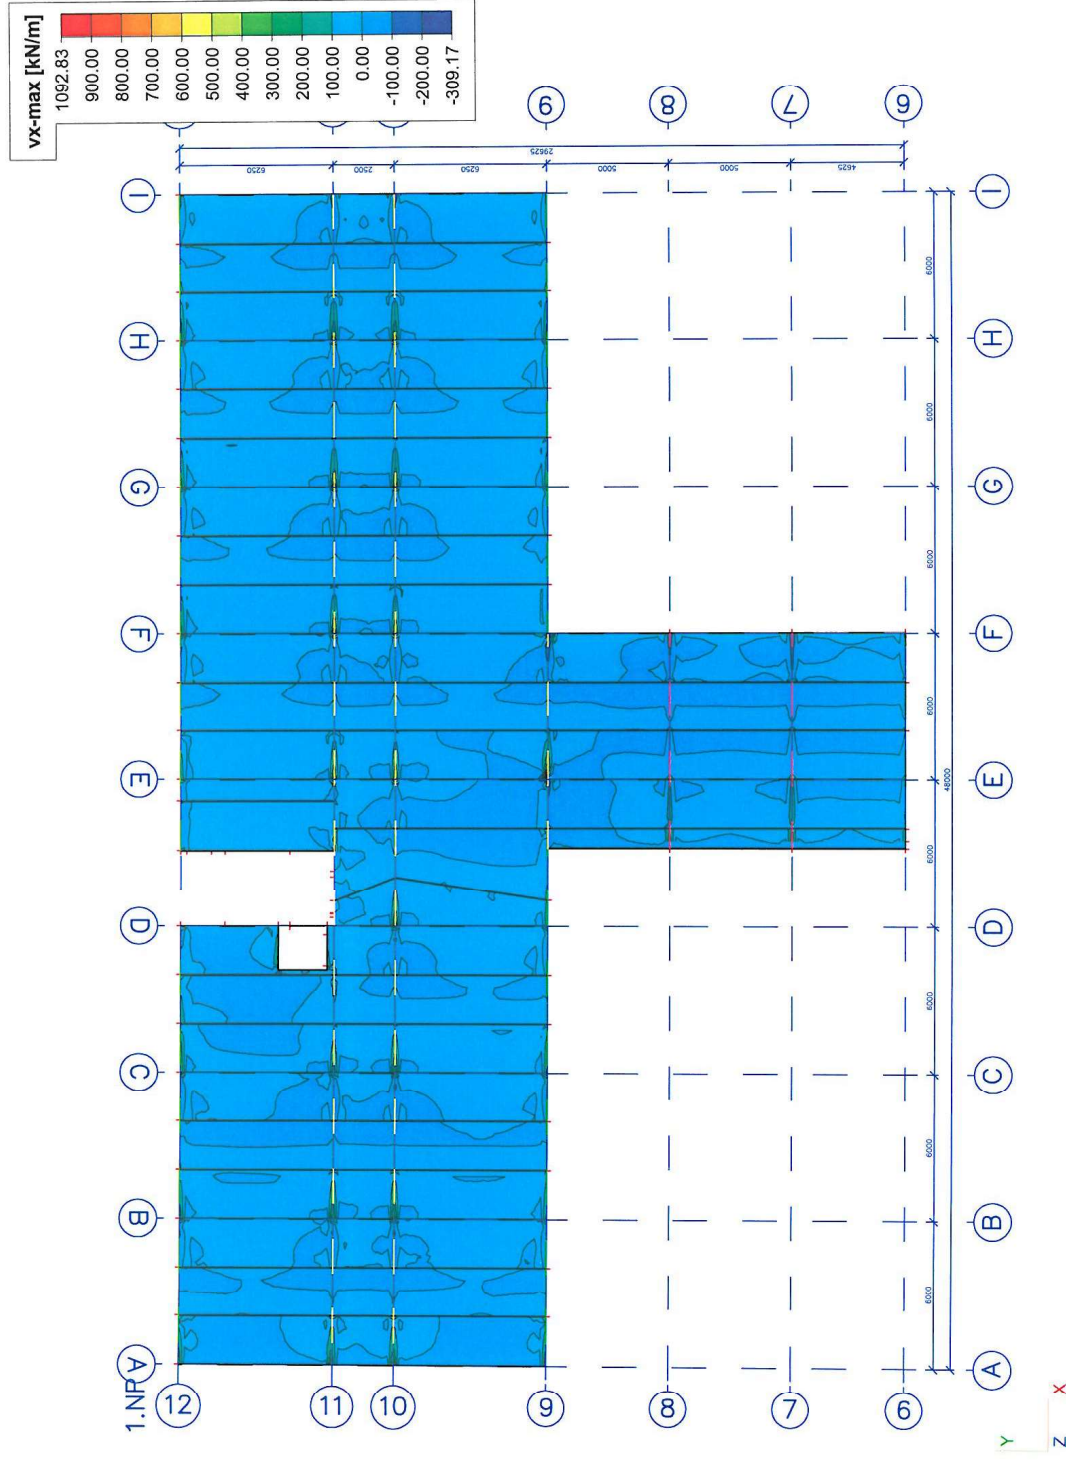 vx-max [kN/m]
1092.83
900.00
800.00
700.00
600.00
500.00
400.00
300.00
200.00
100.00
0.00
-100.00
-200.00
-309.17
9
8
7
6
29625
6250
2500
6250
5000
5000
4625
I
H
G
F
E
D
C
B
A
1.NP
12
11
10
9
8
7
6
I
H
G
F
E
D
C
B
A
6000
6000
6000
6000
6000
6000
6000
6000
48000
Y
Z
X